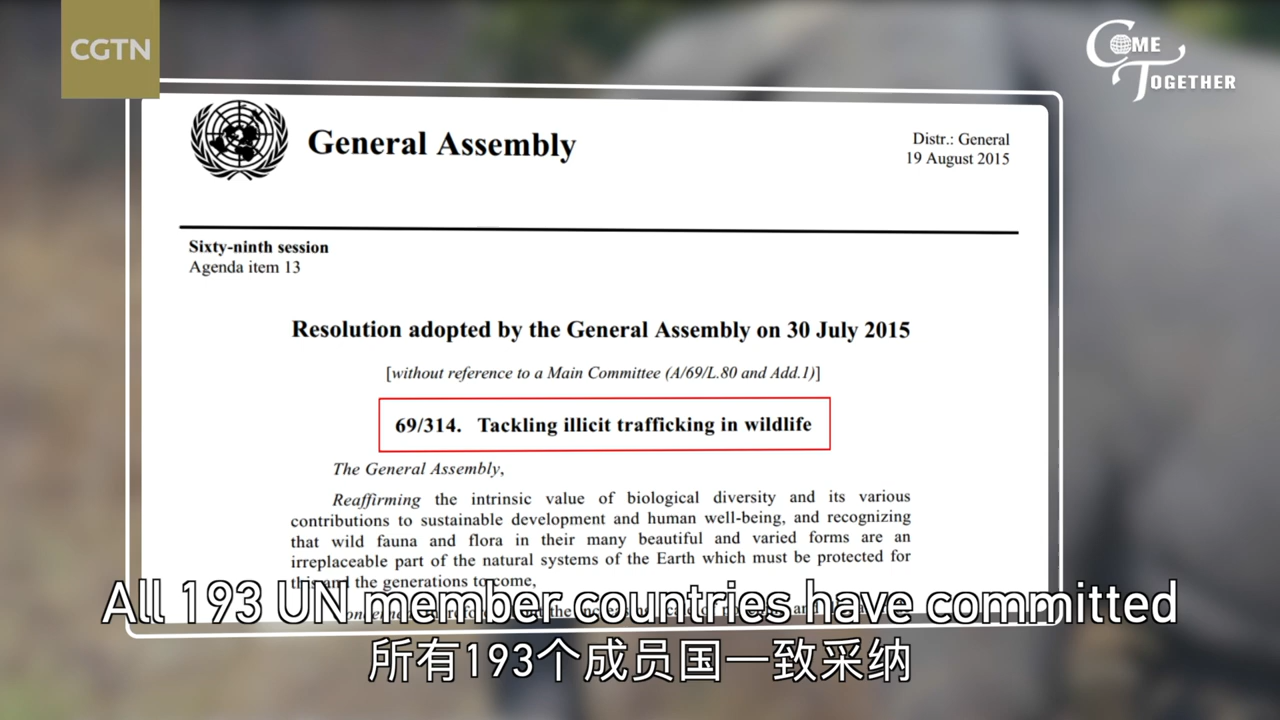 CGTN
COME
TOGETHER
General Assembly
Distr.: General
19 August 2015
Sixty-ninth session
Agenda item 13
Resolution adopted by the General Assembly on 30 July 2015
[without reference to a Main Committee (A/69/L.80 and Add.1)]
69/314. Tackling illicit trafficking in wildlife
The General Assembly,
Reaffirming the intrinsic value of biological diversity and its various
contributions to sustainable development and human well-being, and recognizing
that wild fauna and flora in their many beautiful and varied forms are an
irreplaceable part of the natural systems of the Earth which must be protected for
this and the generations to come,
All 193 UN member countries have committed
所有193个成员国一致采纳